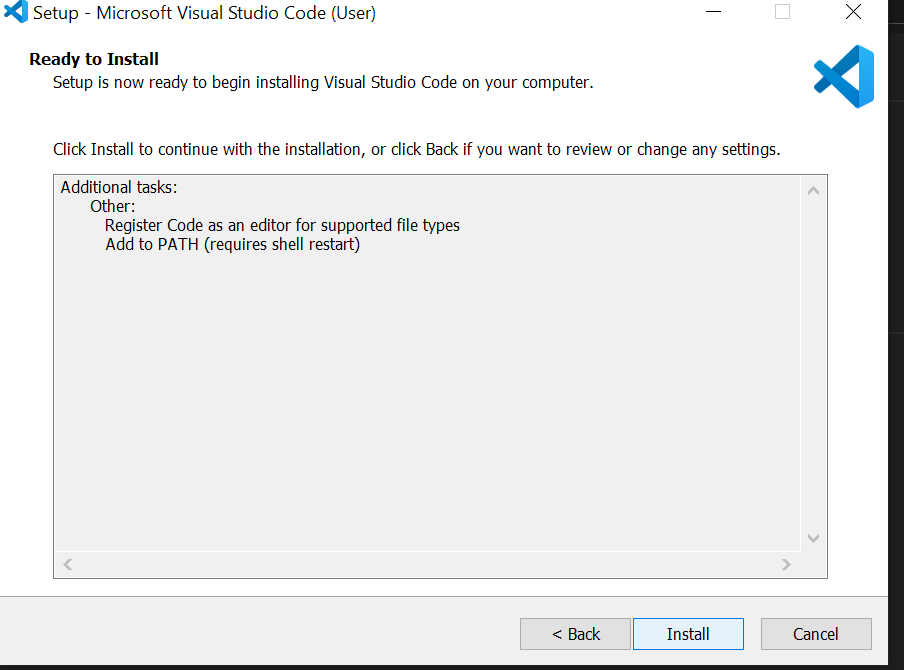 Setup - Microsoft Visual Studio Code (User)
Ready to Install
Setup is now ready to begin installing Visual Studio Code on your computer.
Click Install to continue with the installation, or click Back if you want to review or change any settings.
Additional tasks:
Other:
Register Code as an editor for supported file types
Add to PATH (requires shell restart)
< Back
Install
Cancel